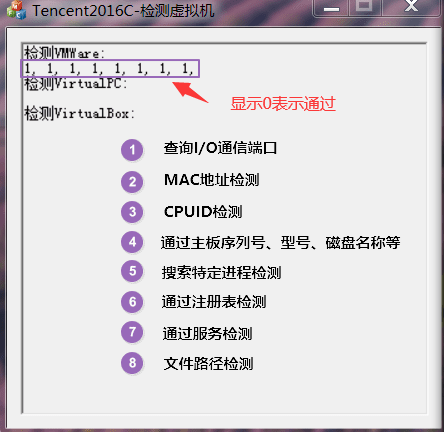 Tencent2016C-检测虚拟机
检测VMWare:
1, 1, 1, 1, 1, 1, 1, 1,
检测VirtualPC:
显示0表示通过
检测VirtualBox:
1 查询I/O通信端口
2 MAC地址检测
3 CPUID检测
4 通过主板序列号、型号、磁盘名称等
5 搜索特定进程检测
6 通过注册表检测
7 通过服务检测
8 文件路径检测